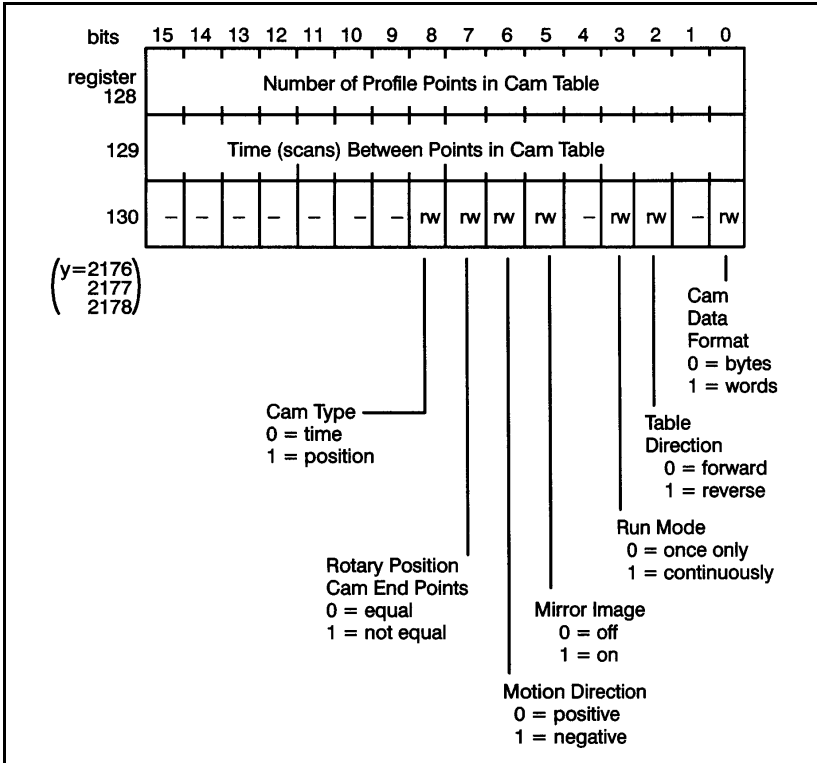 bits 15 14 13 12 11 10 9 8 7 6 5 4 3 2 1 0
register
128 Number of Profile Points in Cam Table
129 Time (scans) Between Points in Cam Table
130 – – – – – – – rw rw rw rw – rw rw – rw
(y=2176
2177
2178)
Cam
Data
Format
0 = bytes
1 = words
Cam Type
0 = time
1 = position
Table
Direction
0 = forward
1 = reverse
Run Mode
0 = once only
1 = continuously
Rotary Position
Cam End Points
0 = equal
1 = not equal
Mirror Image
0 = off
1 = on
Motion Direction
0 = positive
1 = negative